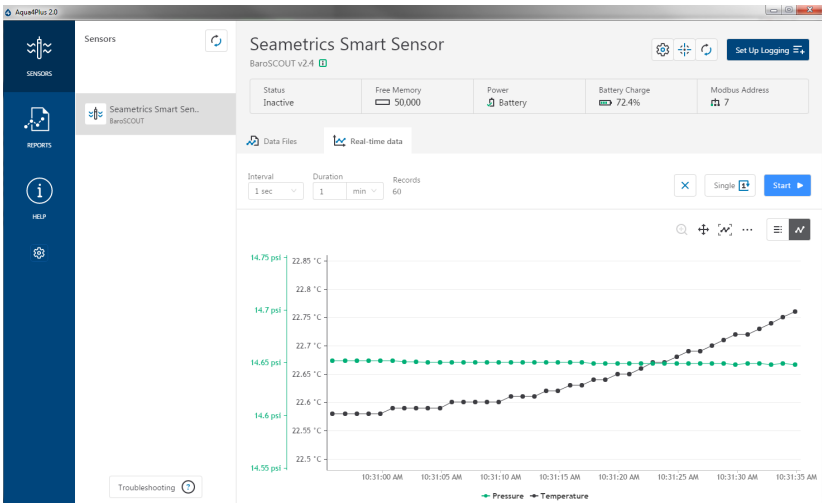 Aqua4Plus 2.0
SENSORS
REPORTS
HELP
Sensors
Seametrics Smart Sen..
BaroSCOUT
Troubleshooting ?
Seametrics Smart Sensor
BaroSCOUT v2.4
Set Up Logging
Status Free Memory Power Battery Charge Modbus Address
Inactive 50,000 Battery 72.4% 7
Data Files Real-time data
Interval Duration Records
1 sec 1 min 60
Single 1 Start
14.75 psi
14.7 psi
14.65 psi
14.6 psi
14.55 psi
22.85 °C
22.8 °C
22.75 °C
22.7 °C
22.65 °C
22.6 °C
22.55 °C
22.5 °C
10:31:00 AM 10:31:05 AM 10:31:10 AM 10:31:15 AM 10:31:20 AM 10:31:25 AM 10:31:30 AM 10:31:35 AM
Pressure Temperature